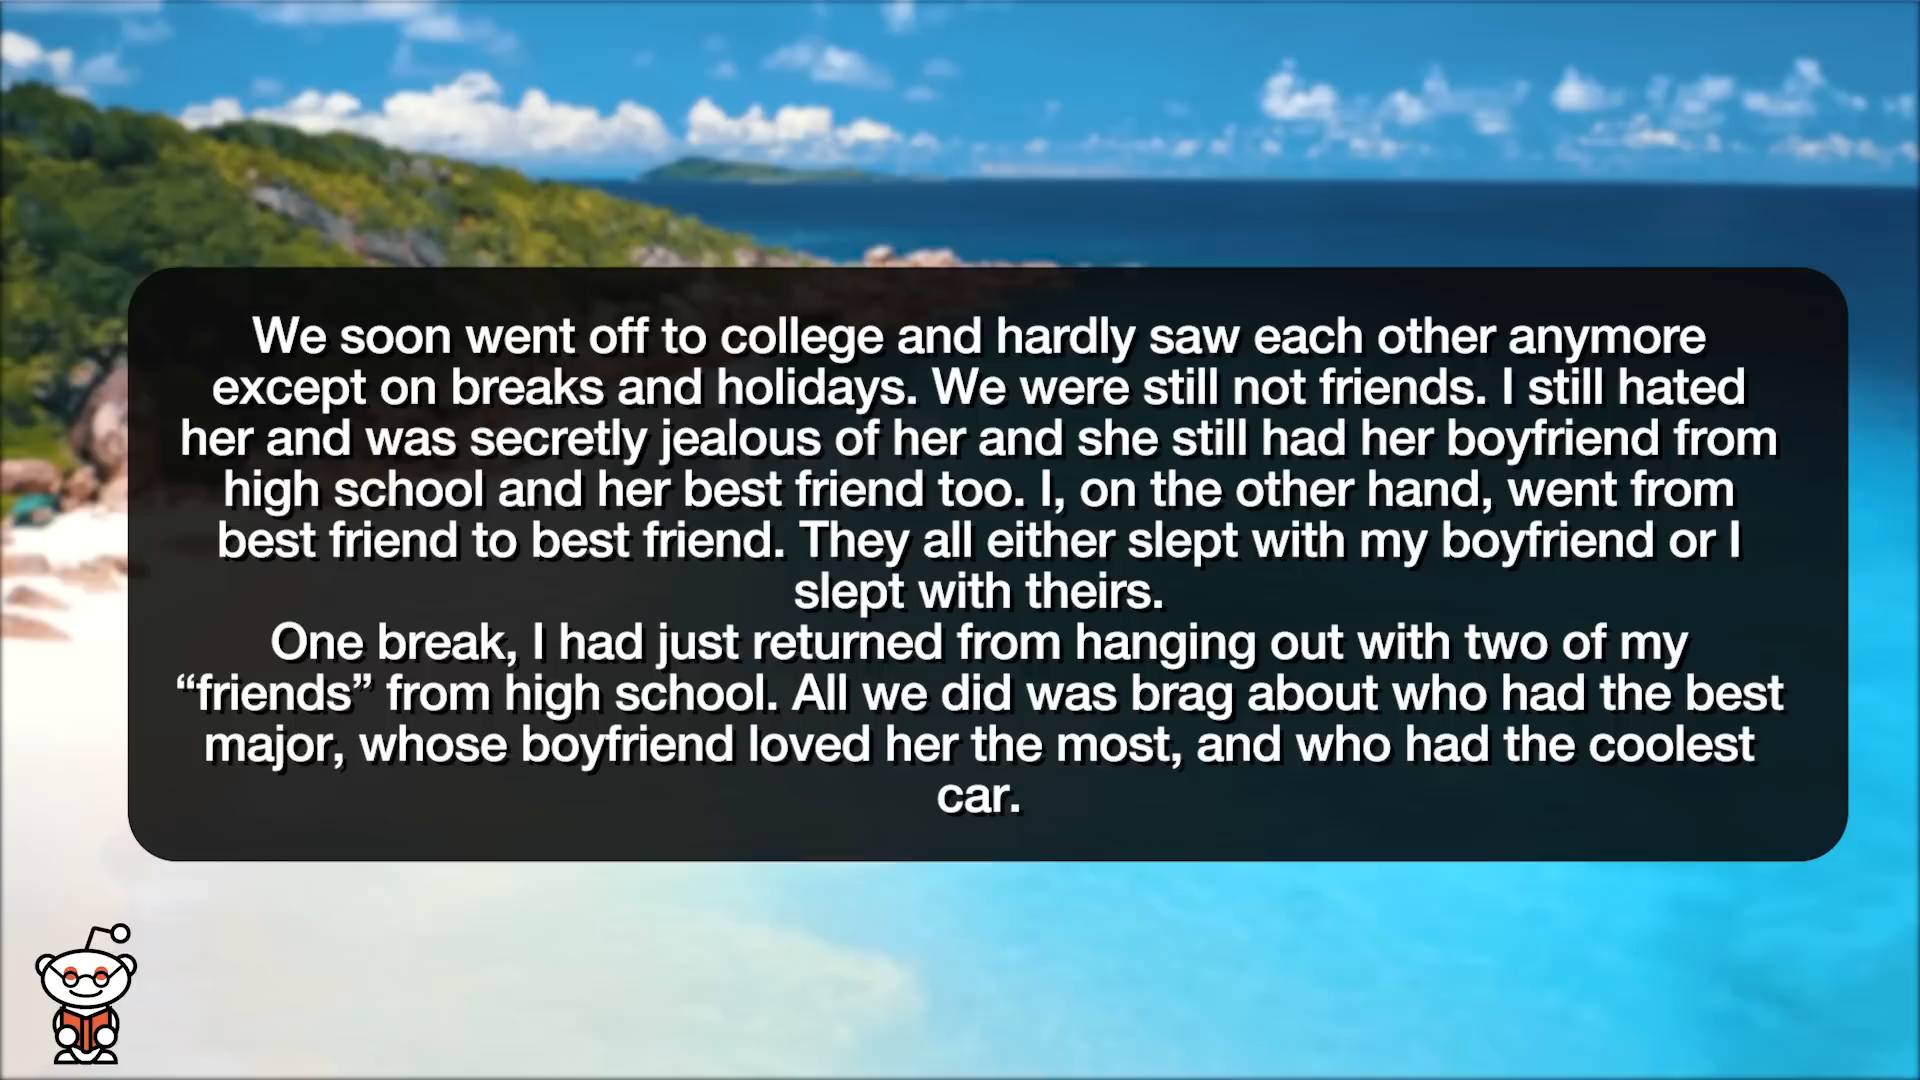 We soon went off to college and hardly saw each other anymore
except on breaks and holidays. We were still not friends. I still hated
her and was secretly jealous of her and she still had her boyfriend from
high school and her best friend too. I, on the other hand, went from
best friend to best friend. They all either slept with my boyfriend or I
slept with theirs.
One break, I had just returned from hanging out with two of my
“friends” from high school. All we did was brag about who had the best
major, whose boyfriend loved her the most, and who had the coolest
car.